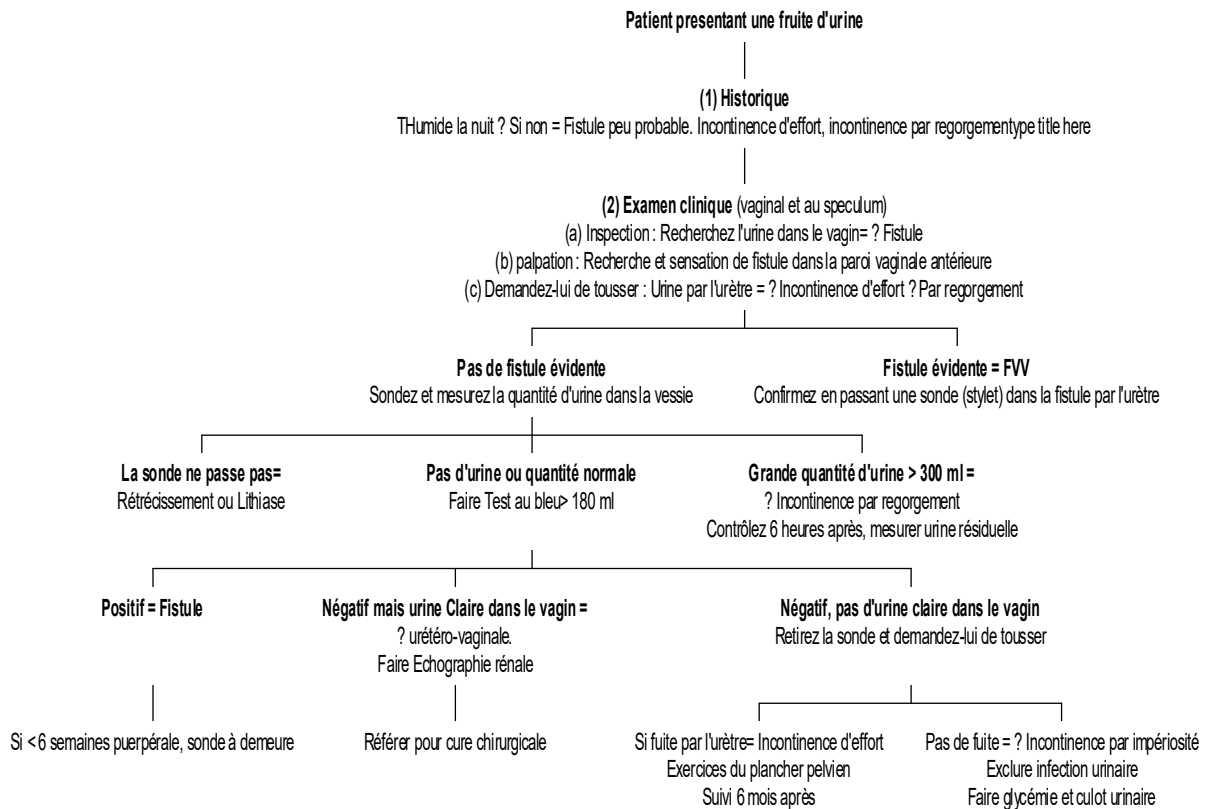 Patient presentant une fruite d'urine
(1) Historique
THumide la nuit ? Si non = Fistule peu probable. Incontinence d'effort, incontinence par regorgementype title here
(2) Examen clinique (vaginal et au speculum)
(a) Inspection : Recherchez l'urine dans le vagin= ? Fistule
(b) palpation : Recherche et sensation de fistule dans la paroi vaginale antérieure
(c) Demandez-lui de tousser : Urine par l'urètre = ? Incontinence d'effort ? Par regorgement
Pas de fistule évidente
Sondez et mesurez la quantité d'urine dans la vessie
Fistule évidente = FVV
Confirmez en passant une sonde (stylet) dans la fistule par l'urètre
La sonde ne passe pas=
Rétrécissement ou Lithiase
Pas d'urine ou quantité normale
Faire Test au bleu> 180 ml
Grande quantité d'urine > 300 ml =
? Incontinence par regorgement
Contrôlez 6 heures après, mesurer urine résiduelle
Positif = Fistule
Négatif mais urine Claire dans le vagin =
? urétéro-vaginale.
Faire Echographie rénale
Négatif, pas d'urine claire dans le vagin
Retirez la sonde et demandez-lui de tousser
Si < 6 semaines puerpérale, sonde à demeure
Référer pour cure chirurgicale
Si fuite par l'urètre= Incontinence d'effort
Exercices du plancher pelvien
Suivi 6 mois après
Pas de fuite = ? Incontinence par impériosité
Exclure infection urinaire
Faire glycémie et culot urinaire